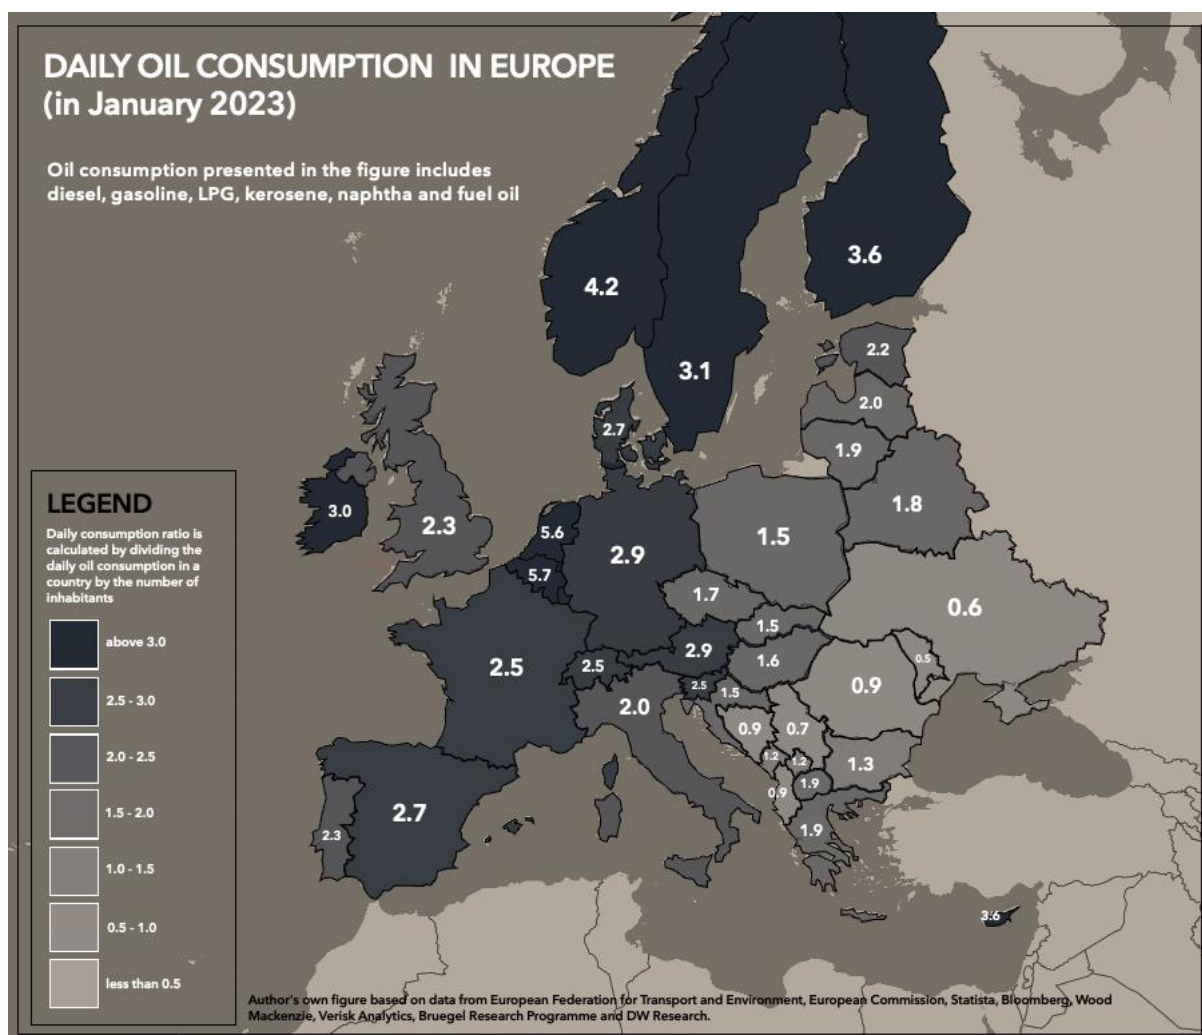 DAILY OIL CONSUMPTION IN EUROPE
(in January 2023)
Oil consumption presented in the figure includes
diesel, gasoline, LPG, kerosene, naphtha and fuel oil
3.6
4.2
3.1
2.2
2.0
2.7
1.9
1.8
3.0
2.3
5.6
5.7
2.9
1.5
1.7
0.6
1.5
2.9
1.6
2.5
2.5
2.5
1.5
0.5
0.9
2.0
0.9
0.7
1.2
1.2
1.3
0.9
1.9
2.7
2.3
1.9
3.6
LEGEND
Daily consumption ratio is
calculated by dividing the
daily oil consumption in a
country by the number of
inhabitants
above 3.0
2.5 - 3.0
2.0 - 2.5
1.5 - 2.0
1.0 - 1.5
0.5 - 1.0
less than 0.5
Author's own figure based on data from European Federation for Transport and Environment, European Commission, Statista, Bloomberg, Wood
Mackenzie, Verisk Analytics, Bruegel Research Programme and DW Research.